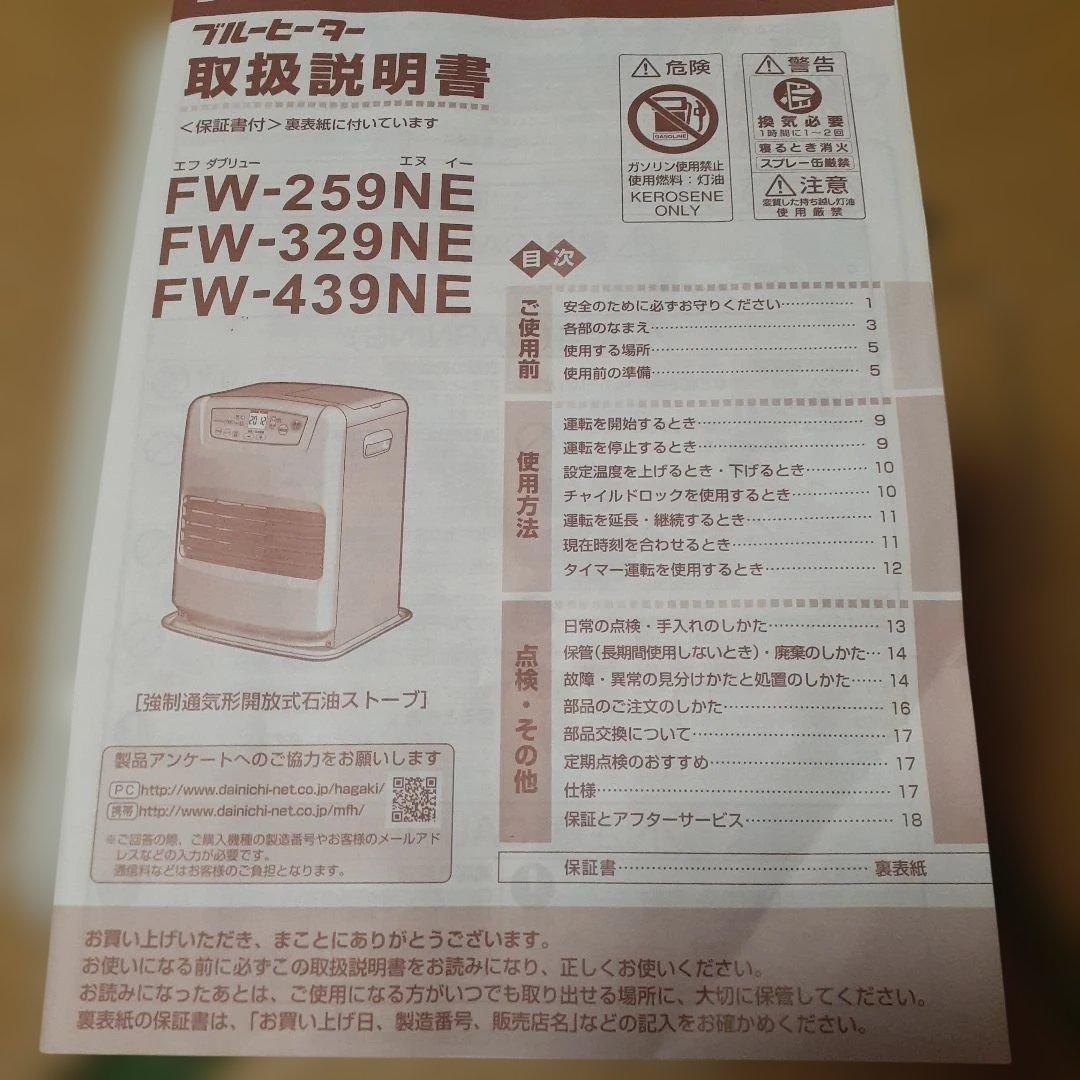 ブルーヒーター
取扱説明書
＜保証書付＞裏表紙に付いています
エフ ダブリュー エヌ イー
FW-259NE
FW-329NE
FW-439NE
危険
GASOLINE
ガソリン使用禁止
使用燃料：灯油
KEROSENE
ONLY
警告
換気必要
1時間に1～2回
寝るとき消火
スプレー缶厳禁
注意
変質した持ち越し灯油
使用厳禁
目次
ご使用前
安全のために必ずお守りください……………1
各部のなまえ……………3
使用する場所……………5
使用前の準備……………5
使用方法
運転を開始するとき……………9
運転を停止するとき……………9
設定温度を上げるとき・下げるとき…………10
チャイルドロックを使用するとき……………10
運転を延長・継続するとき……………11
現在時刻を合わせるとき……………11
タイマー運転を使用するとき……………12
点検・その他
日常の点検・手入れのしかた……………13
保管（長期間使用しないとき）・廃棄のしかた…14
故障・異常の見分けかたと処置のしかた……14
部品のご注文のしかた……………16
部品交換について……………17
定期点検のおすすめ……………17
仕様……………17
保証とアフターサービス……………18
保証書……………裏表紙
20 12
［強制通気形開放式石油ストーブ］
製品アンケートへのご協力をお願いします
PC http://www.dainichi-net.co.jp/hagaki/
携帯 http://www.dainichi-net.co.jp/mfh/
※ご回答の際、ご購入機種の製造番号やお客様のメールアド
レスなどの入力が必要です。
通信料などはお客様のご負担となります。
お買い上げいただき、まことにありがとうございます。
お使いになる前に必ずこの取扱説明書をお読みになり、正しくお使いください。
お読みになったあとは、ご使用になる方がいつでも取り出せる場所に、大切に保管してください。
裏表紙の保証書は、「お買い上げ日、製造番号、販売店名」などの記入をお確かめください。